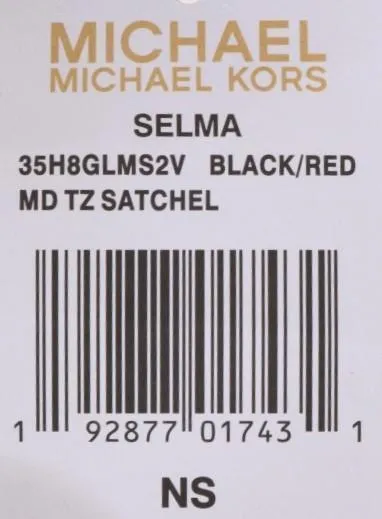 MICHAEL
MICHAEL KORS
SELMA
35H8GLMS2V BLACK/RED
MD TZ SATCHEL
1 92877 01743 1
NS